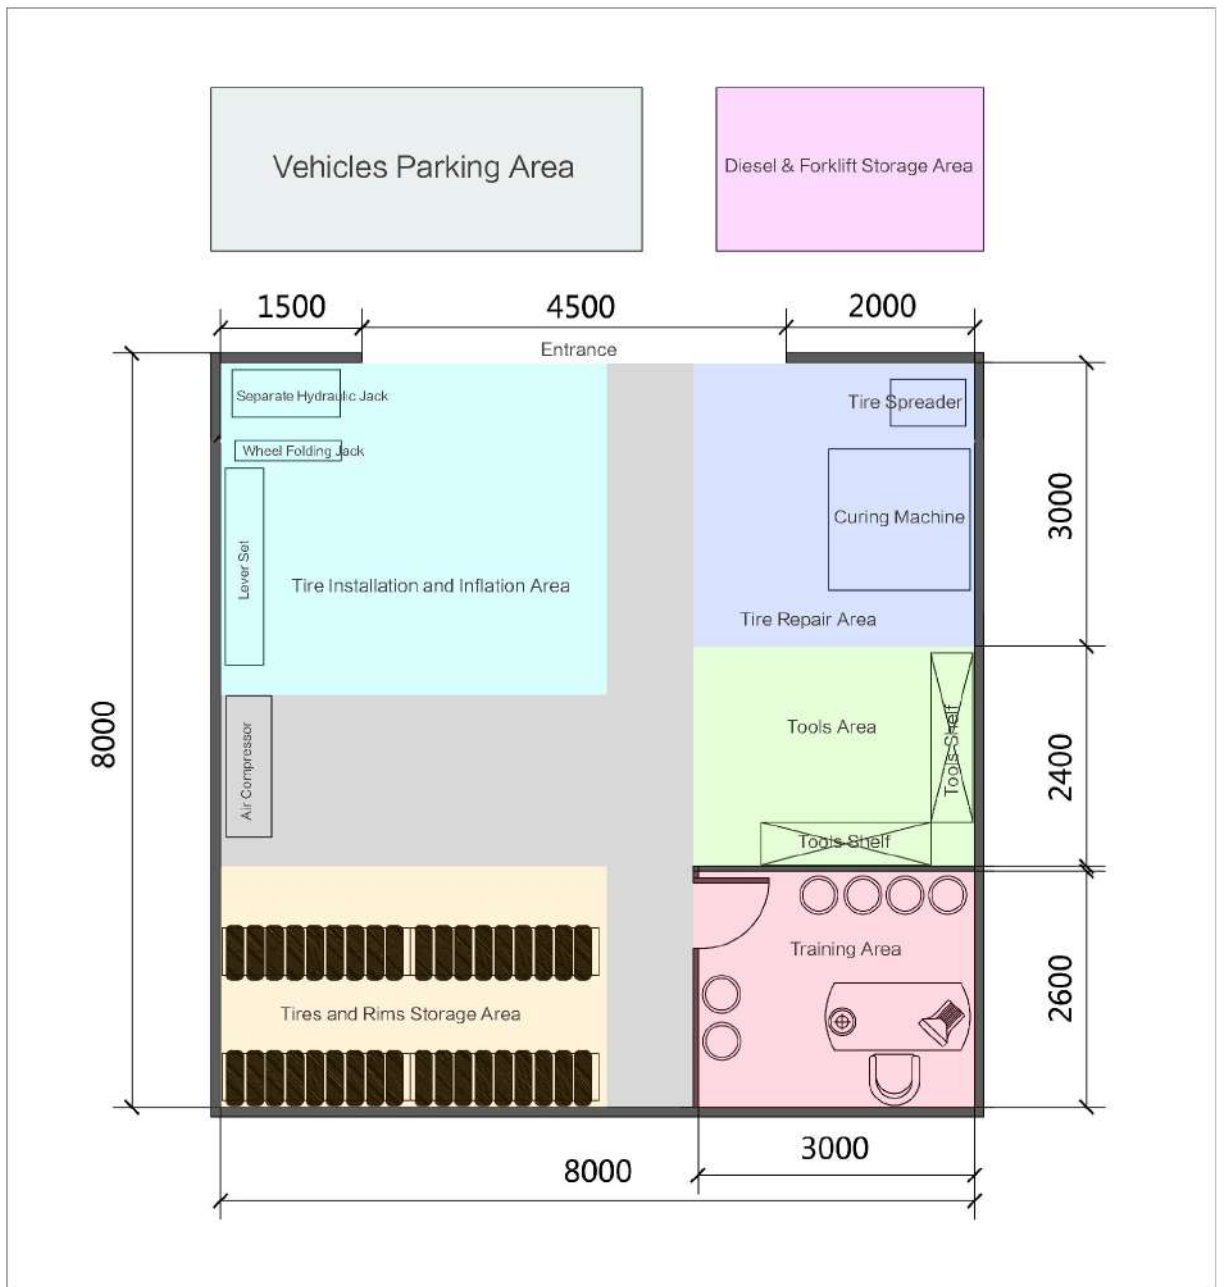 Vehicles Parking Area
Diesel & Forklift Storage Area
1500
4500
2000
Entrance
Separate Hydraulic Jack
Tire Spreader
Wheel Folding Jack
Lever Set
Curing Machine
3000
Tire Installation and Inflation Area
Tire Repair Area
8000
Air Compressor
Tools Area
Tools Shelf
2400
Tools Shelf
Training Area
2600
Tires and Rims Storage Area
3000
8000